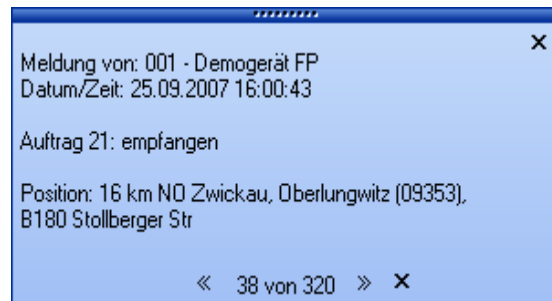 Meldung von: 001 - Demogerät FP
Datum/Zeit: 25.09.2007 16:00:43
Auftrag 21: empfangen
Position: 16 km NO Zwickau, Oberlungwitz (09353),
B180 Stollberger Str
« 38 von 320 »